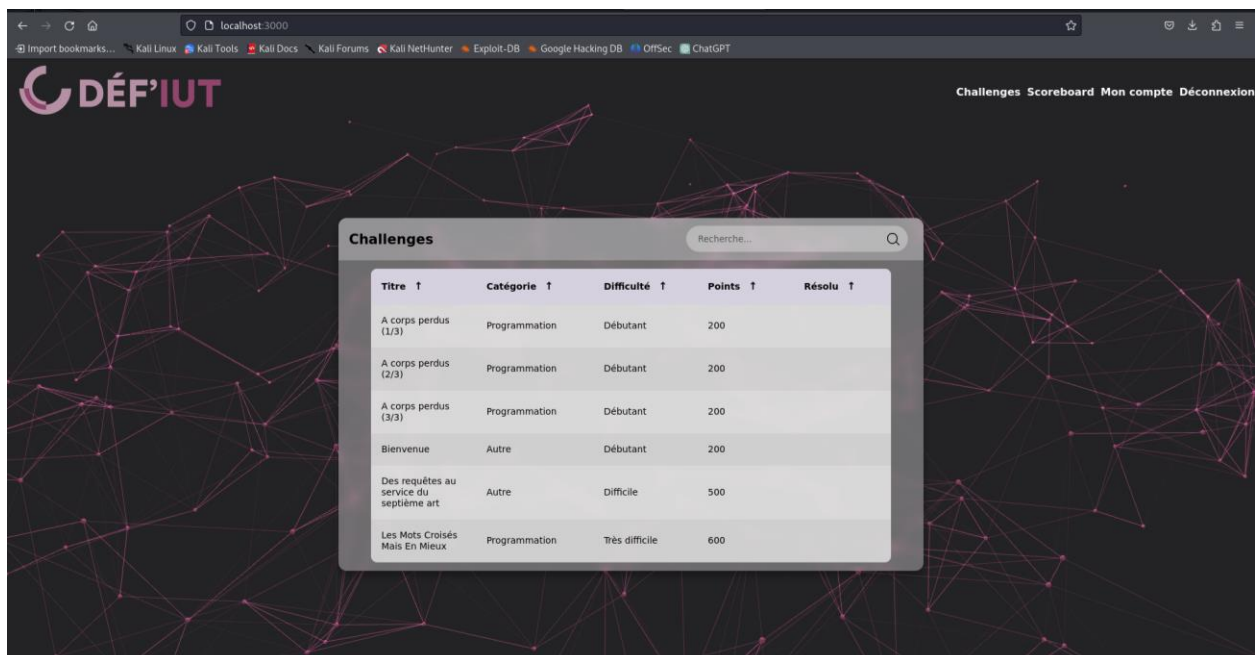 localhost:3000
Import bookmarks... Kali Linux Kali Tools Kali Docs Kali Forums Kali NetHunter Exploit-DB Google Hacking DB OffSec ChatGPT
DÉF'IUT
Challenges Scoreboard Mon compte Déconnexion
Challenges Recherche...
Titre ↑ Catégorie ↑ Difficulté ↑ Points ↑ Résolu ↑
A corps perdus
(1/3)
Programmation Débutant 200
A corps perdus
(2/3)
Programmation Débutant 200
A corps perdus
(3/3)
Programmation Débutant 200
Bienvenue Autre Débutant 200
Des requêtes au
service du
septième art
Autre Difficile 500
Les Mots Croisés
Mais En Mieux
Programmation Très difficile 600